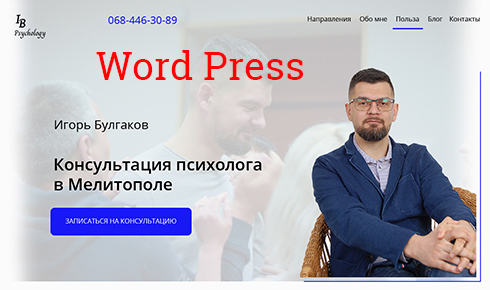 IB
Psychology
068-446-30-89
Направления Обо мне Польза Блог Контакты
Word Press
Игорь Булгаков
Консультация психолога
в Мелитополе
ЗАПИСАТЬСЯ НА КОНСУЛЬТАЦИЮ